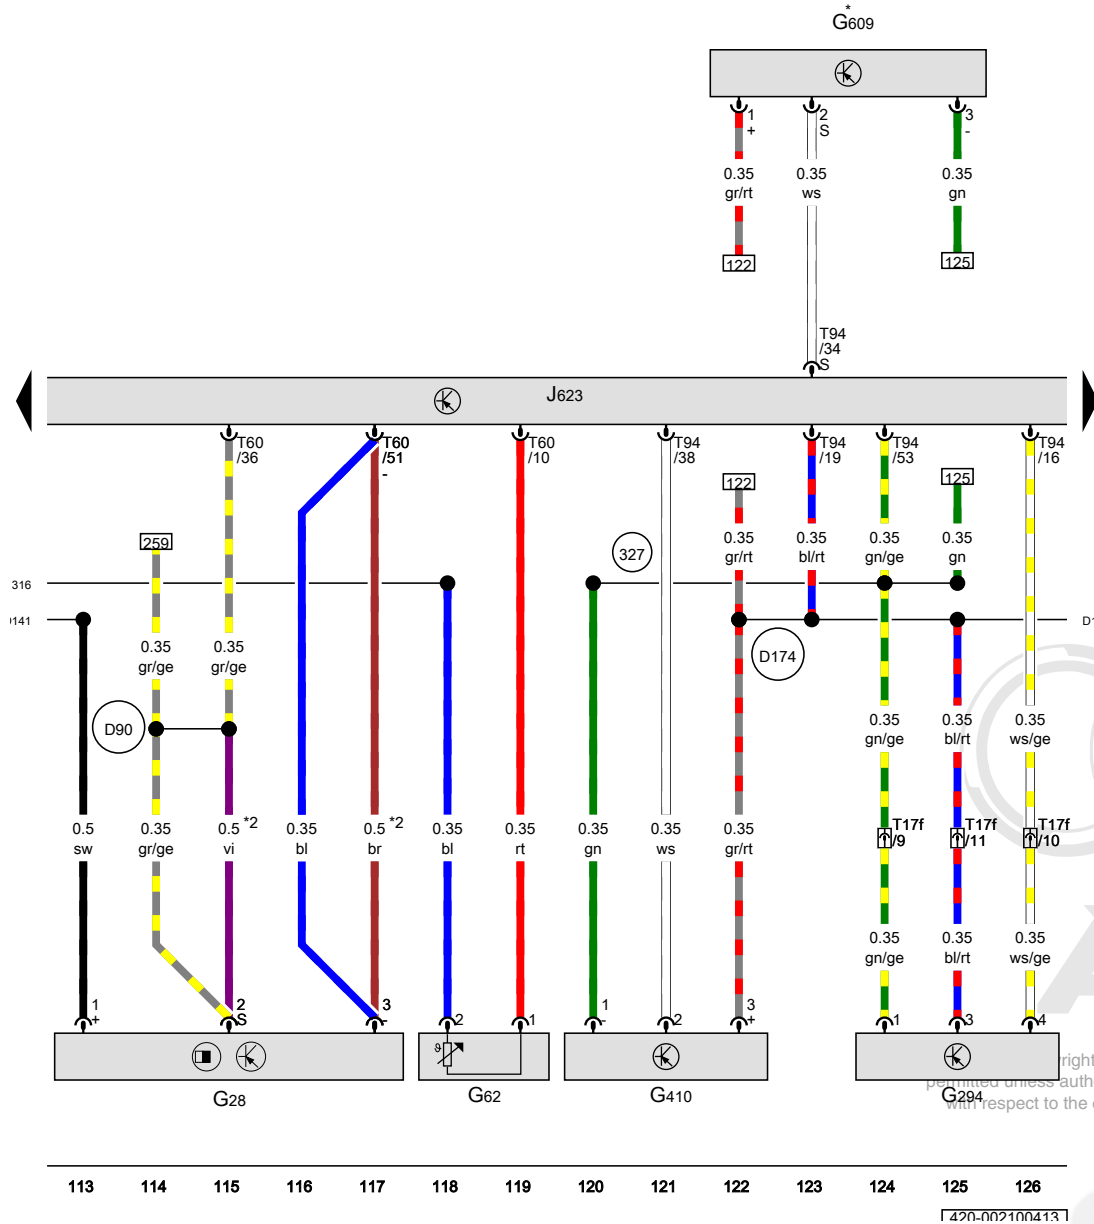 *
G609
1
+
2
S
3
-
0.35
gr/rt
0.35
ws
0.35
gn
122
125
T94
/34
S
J623
T60
/36
T60
/51
-
T60
/10
T94
/38
T94
/19
T94
/53
T94
/16
122
125
259
327
0.35
gr/rt
0.35
bl/rt
0.35
gn/ge
0.35
gn
316
D174
0.35
gr/ge
0.35
gr/ge
D90
0.35
gn/ge
0.35
bl/rt
0.35
ws/ge
0.5
sw
0.35
gr/ge
0.5 *2
vi
0.35
bl
0.5 *2
br
0.35
bl
0.35
rt
0.35
gn
0.35
ws
0.35
gr/rt
T17f
/9
T17f
/11
T17f
/10
0.35
gn/ge
0.35
bl/rt
0.35
ws/ge
1
+
2
S
3
-
2
1
1
-
2
3
+
1
3
4
G28
G62
G410
G294
permitted unless
with respect to the
113 114 115 116 117 118 119 120 121 122 123 124 125 126
420-002100413